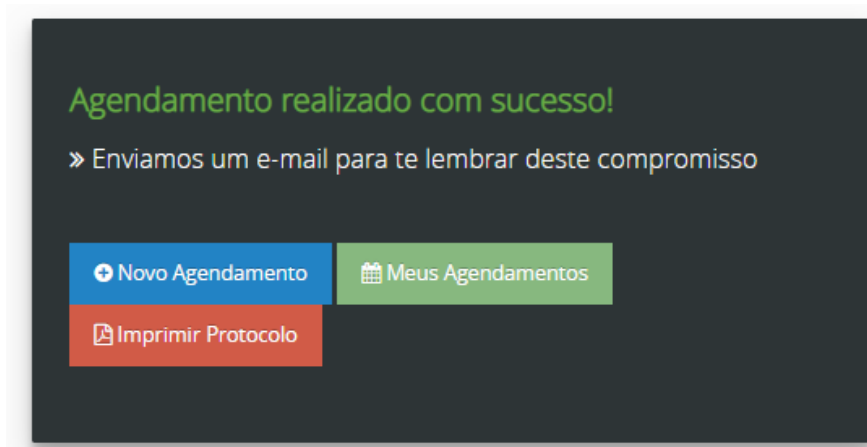 Agendamento realizado com sucesso!
» Enviamos um e-mail para te lembrar deste compromisso
Novo Agendamento
Meus Agendamentos
Imprimir Protocolo